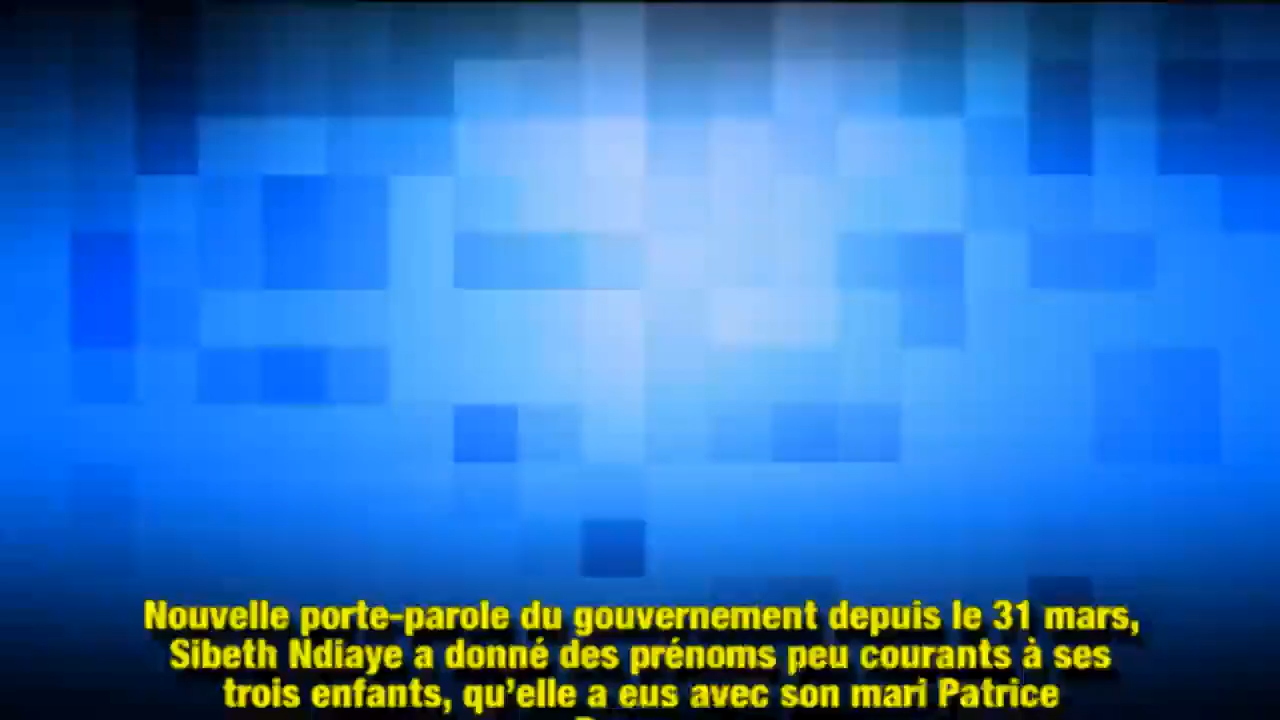 Nouvelle porte-parole du gouvernement depuis le 31 mars,
Sibeth Ndiaye a donné des prénoms peu courants à ses
trois enfants, qu'elle a eus avec son mari Patrice